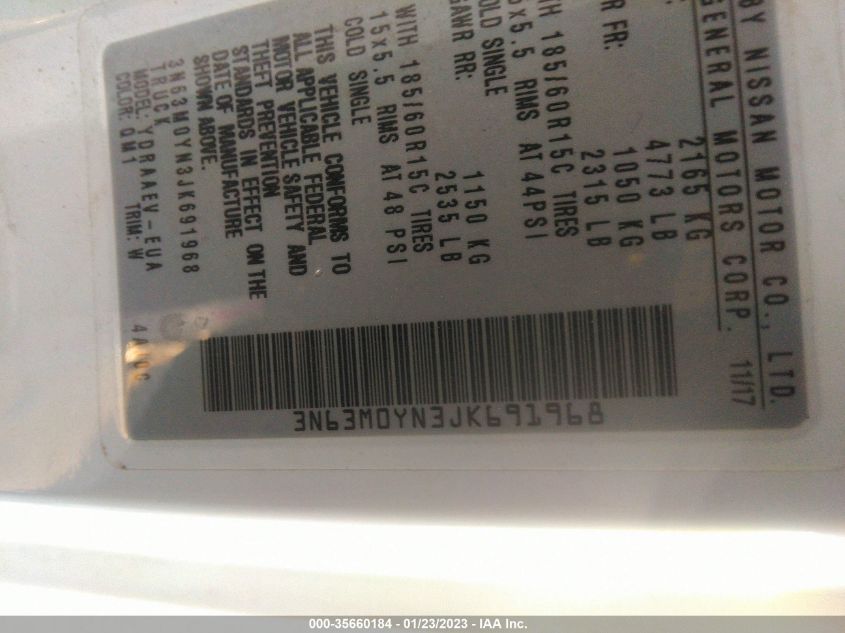 BY NISSAN MOTOR CO., LTD.
GENERAL MOTORS CORP. 11/17
2165 KG
4773 LB
R FR: 1050 KG
2315 LB
185/60R15C TIRES
x5.5 RIMS AT 44PSI
OLD SINGLE
RR: 1150 KG
2535 LB
WITH 185/60R15C TIRES
15x5.5 RIMS AT 48 PSI
COLD SINGLE
THIS VEHICLE CONFORMS TO
ALL APPLICABLE FEDERAL
MOTOR VEHICLE SAFETY AND
THEFT PREVENTION
STANDARDS IN EFFECT ON THE
DATE OF MANUFACTURE
SHOWN ABOVE.
3N63M0YN3JK691968
TRUCK
MODEL: YDRAAEV-EUA
COLOR: QM1 TRIM: W
3N63M0YN3JK691968
000-35660184 - 01/23/2023 - IAA Inc.